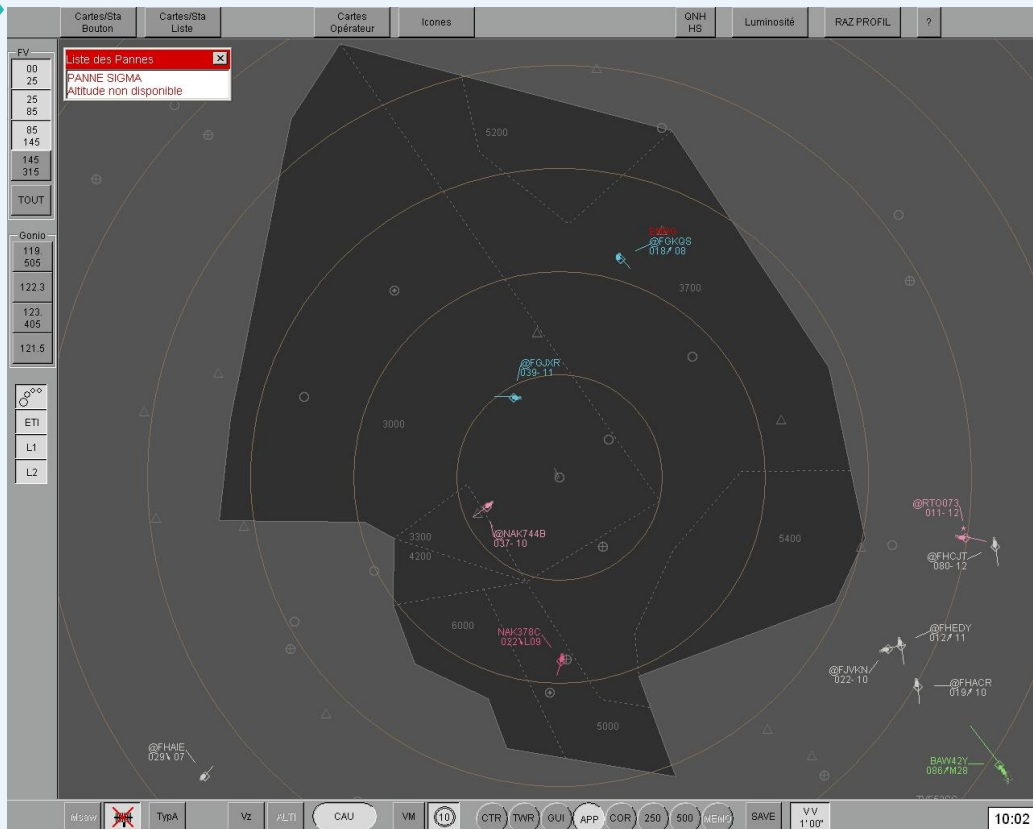 Cartes/Sta
Bouton
Cartes/Sta
Liste
Cartes
Opérateur
Icones
QNH
HS
Luminosité
RAZ PROFIL
?
FV
00
25
25
85
85
145
145
315
TOUT
Gonio
119.
505
122.3
123.
405
121.5
ETI
L1
L2
Liste des Pannes
PANNE SIGMA
Altitude non disponible
5200
@FGKQS
018↗08
3700
@FGJXR
039-11
3000
@NAK744B
037-10
3300
4200
5400
@RTO073
011-12
@FHCJT
080-12
6000
NAK378C
022↘L09
@FHEDY
012↗11
@FJVKN
022-10
@FHACR
019↗10
5000
@FHAIE
029↘07
BAW42Y
086↗M28
Msaw
TypA
Vz
ALTI
CAU
VM
10
CTR
TWR
GUI
APP
COR
250
500
MEMO
SAVE
VV
1'00"
10:02